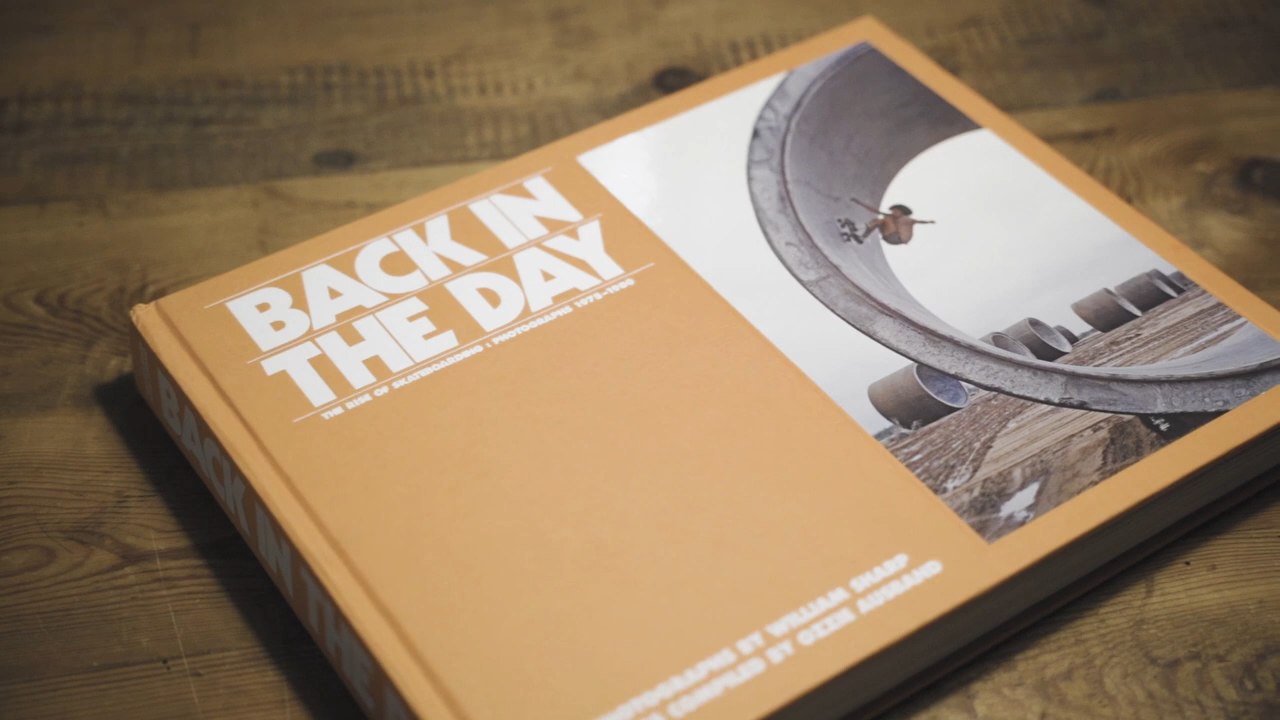 BACK IN
THE DAY
THE RISE OF SKATEBOARDING : PHOTOGRAPHS 1975-1980
PHOTOGRAPHS BY WILLIAM SHARP
COMPILED BY OZZIE AUSBAND
BACK IN THE